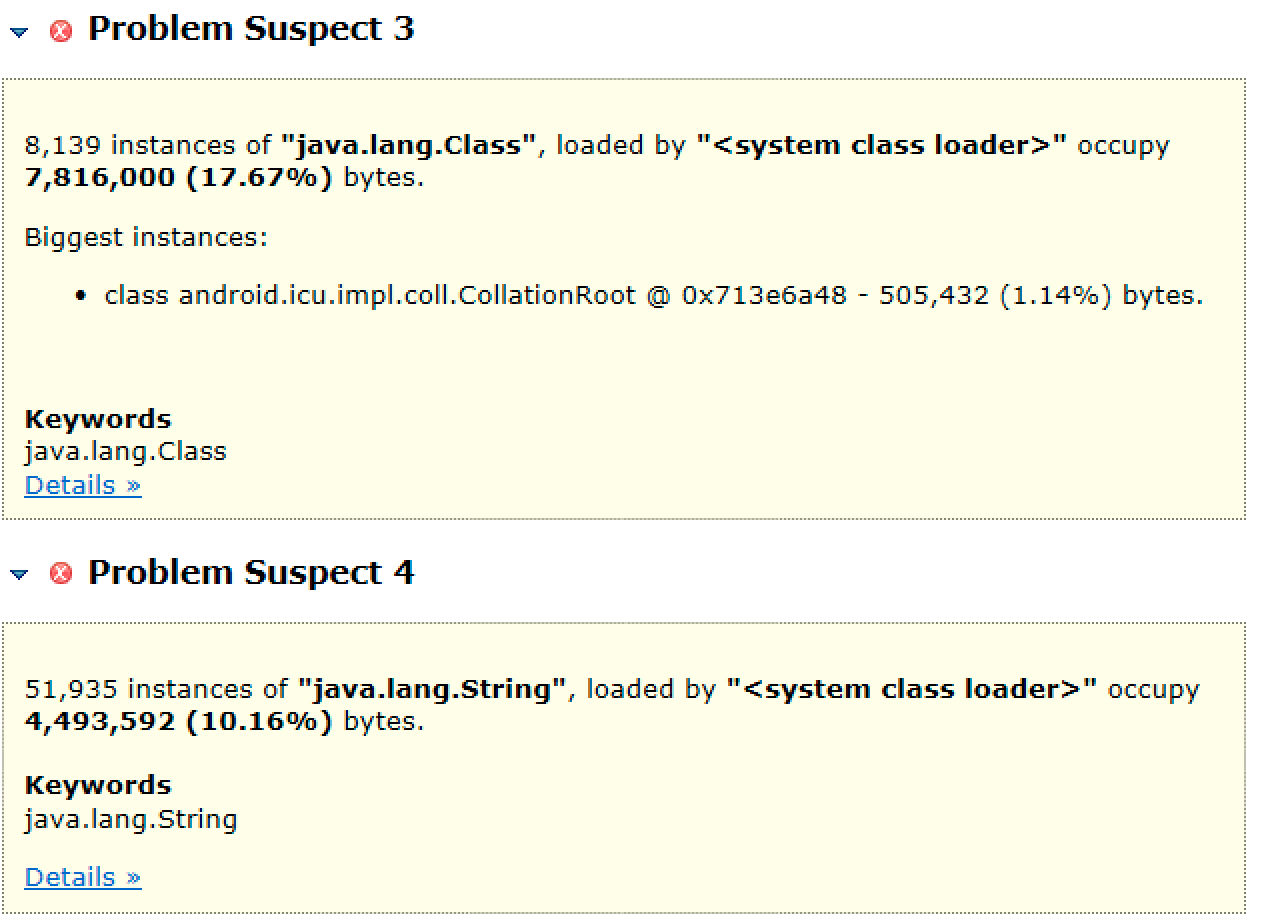 Problem Suspect 3
8,139 instances of "java.lang.Class", loaded by "<system class loader>" occupy
7,816,000 (17.67%) bytes.
Biggest instances:
• class android.icu.impl.coll.CollationRoot @ 0x713e6a48 - 505,432 (1.14%) bytes.
Keywords
java.lang.Class
Details »
Problem Suspect 4
51,935 instances of "java.lang.String", loaded by "<system class loader>" occupy
4,493,592 (10.16%) bytes.
Keywords
java.lang.String
Details »